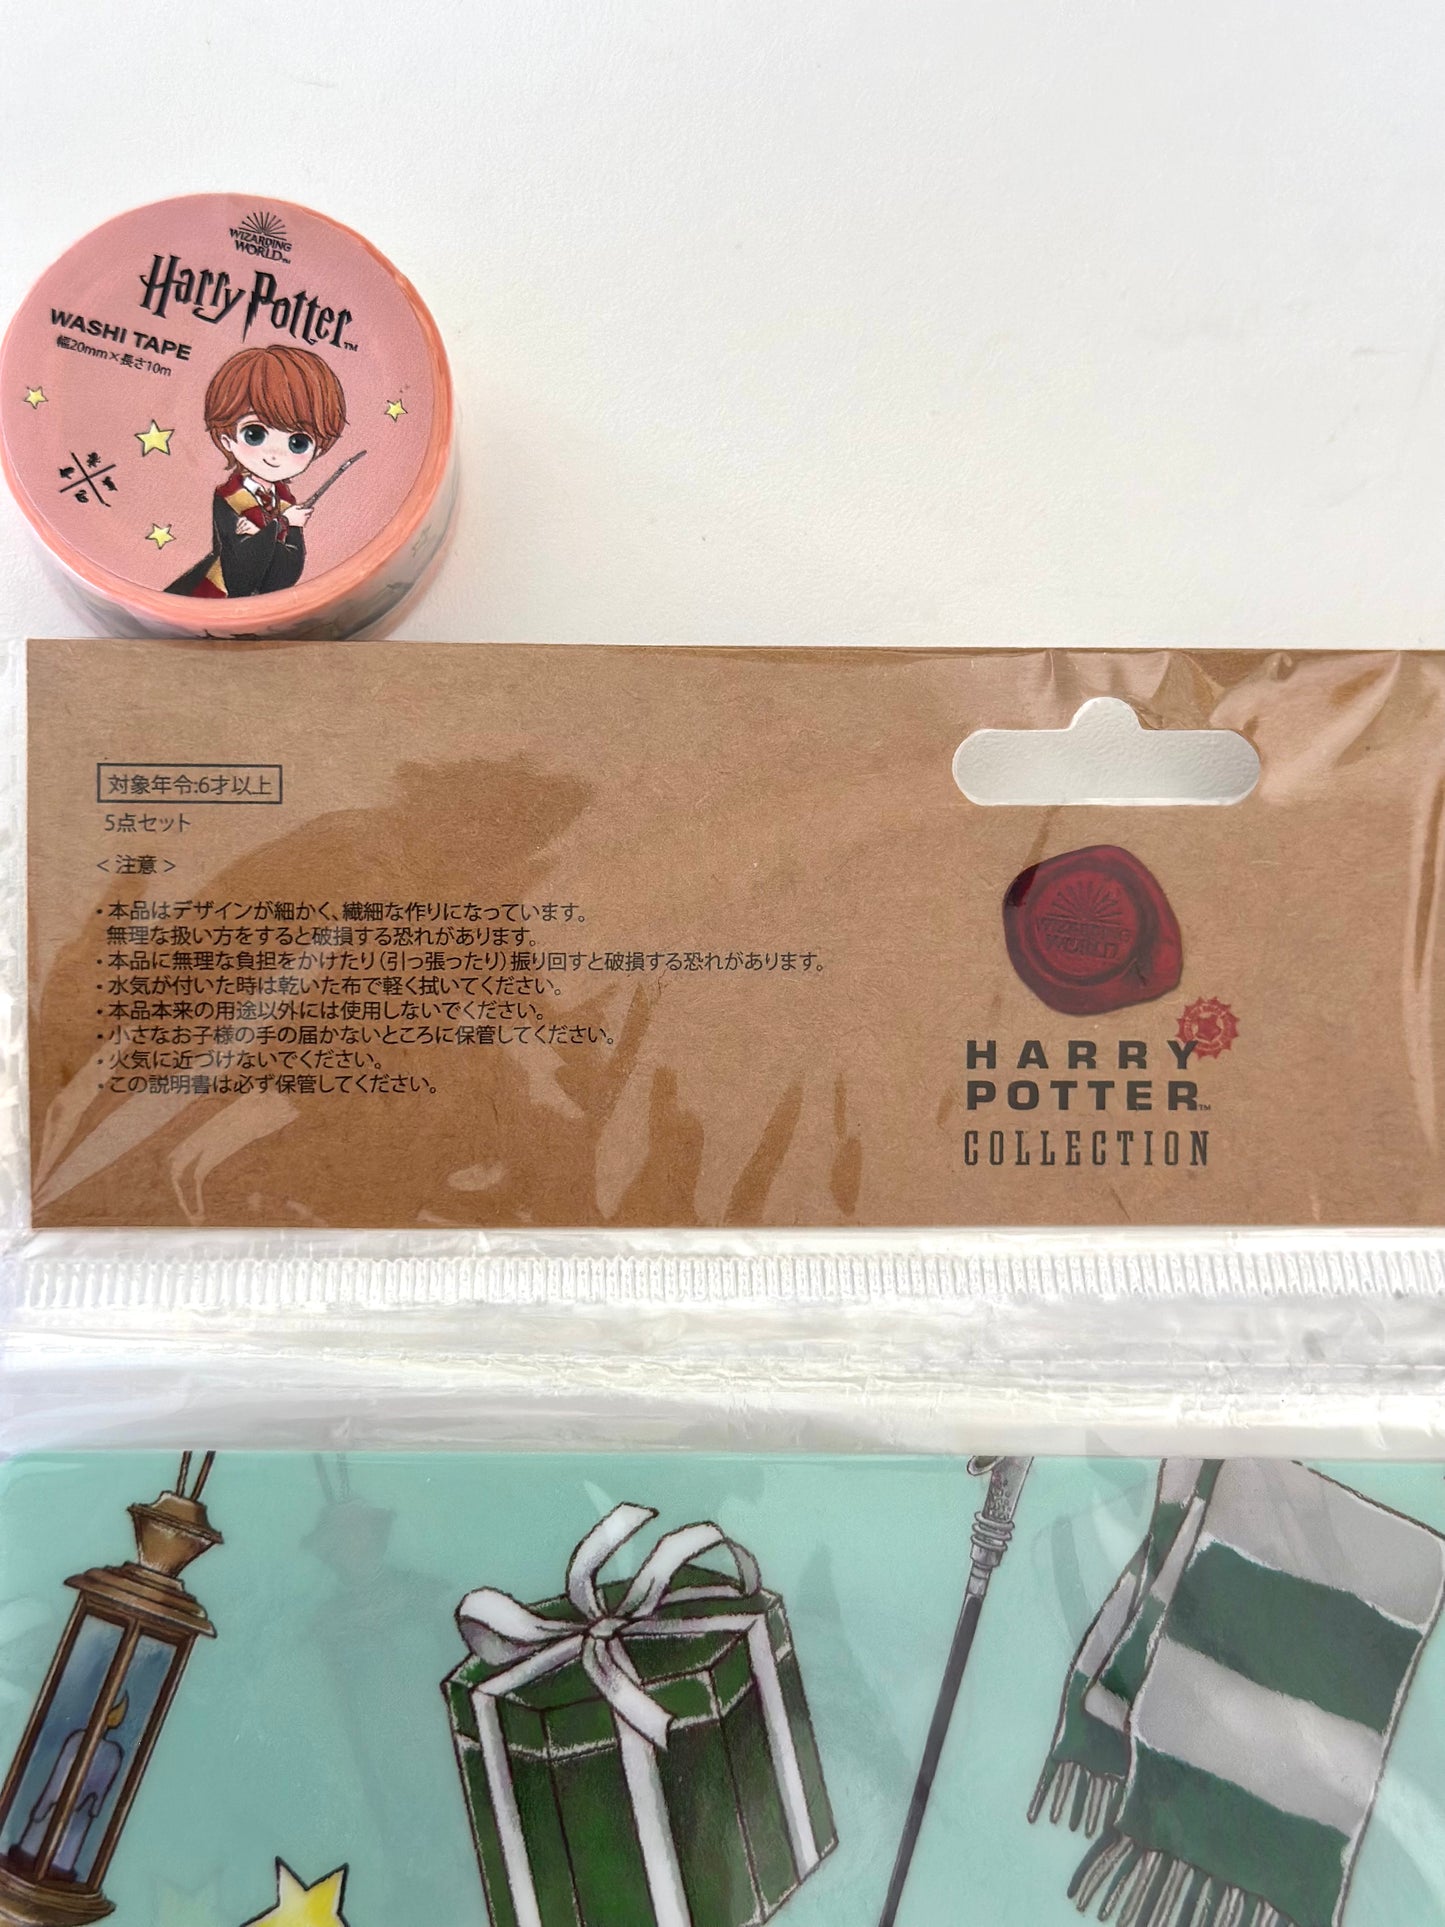 WIZARDING
WORLD™
Harry Potter™
WASHI TAPE
幅20mm×長さ10m
対象年令:6才以上
5点セット
<注意>
・本品はデザインが細かく、繊細な作りになっています。
無理な扱い方をすると破損する恐れがあります。
・本品に無理な負担をかけたり(引っ張ったり)振り回すと破損する恐れがあります。
・水気が付いた時は乾いた布で軽く拭いてください。
・本品本来の用途以外には使用しないでください。
・小さなお子様の手の届かないところに保管してください。
・火気に近づけないでください。
・この説明書は必ず保管してください。
WIZARDING
WORLD
HARRY
POTTER™
COLLECTION